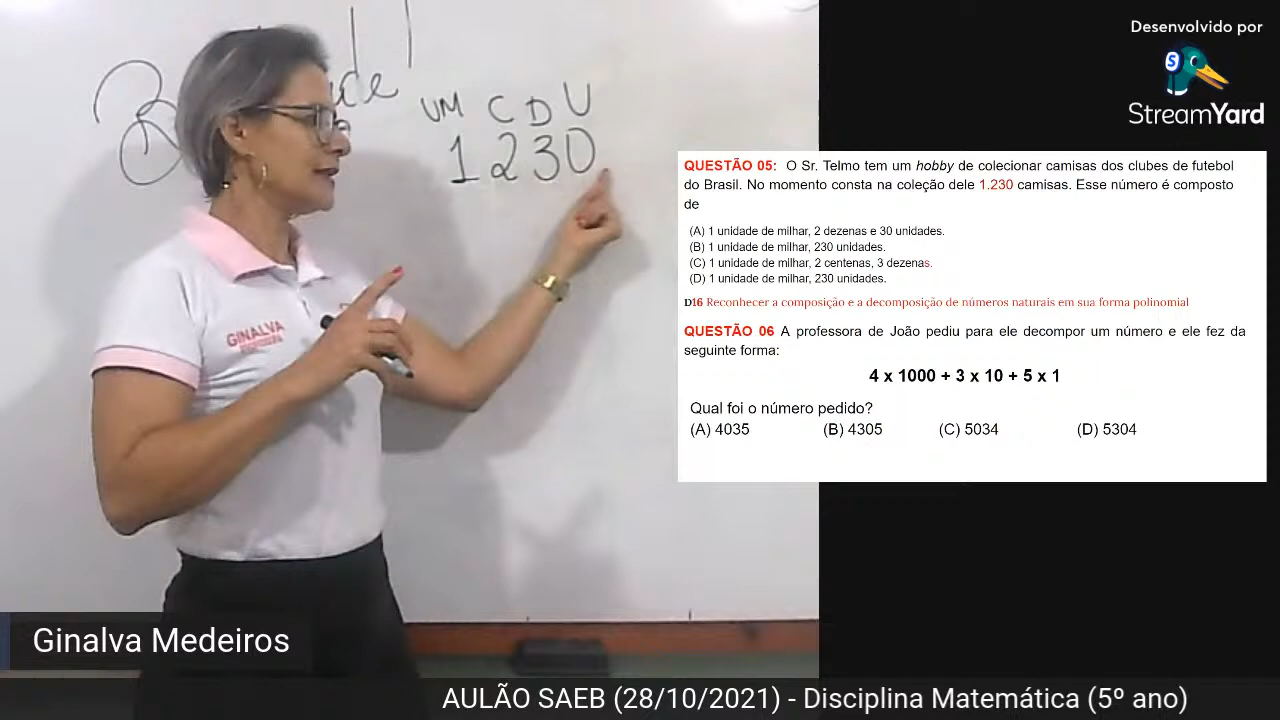 UM C D U
1230
Desenvolvido por
StreamYard
QUESTÃO 05: O Sr. Telmo tem um hobby de colecionar camisas dos clubes de futebol
do Brasil. No momento consta na coleção dele 1.230 camisas. Esse número é composto
de
(A) 1 unidade de milhar, 2 dezenas e 30 unidades.
(B) 1 unidade de milhar, 230 unidades.
(C) 1 unidade de milhar, 2 centenas, 3 dezenas.
(D) 1 unidade de milhar, 230 unidades.
D16 Reconhecer a composição e a decomposição de números naturais em sua forma polinomial
QUESTÃO 06 A professora de João pediu para ele decompor um número e ele fez da
seguinte forma:
4 x 1000 + 3 x 10 + 5 x 1
Qual foi o número pedido?
(A) 4035 (B) 4305 (C) 5034 (D) 5304
GINALVA
Ginalva Medeiros
AULÃO SAEB (28/10/2021) - Disciplina Matemática (5º ano)